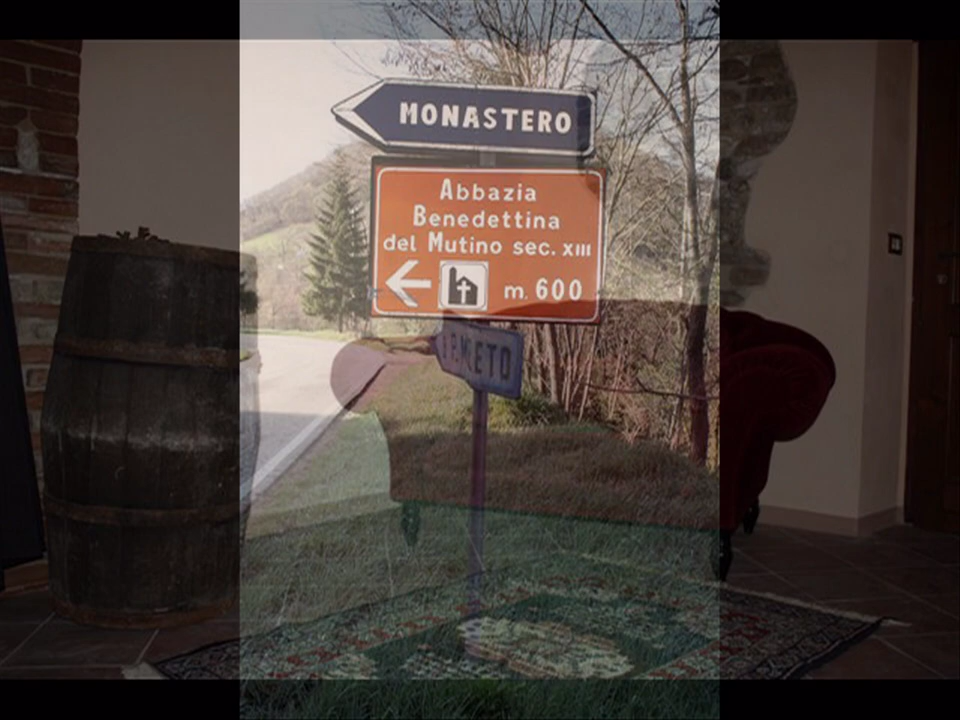 MONASTERO
Abbazia
Benedettina
del Mutino sec. XIII
m. 600